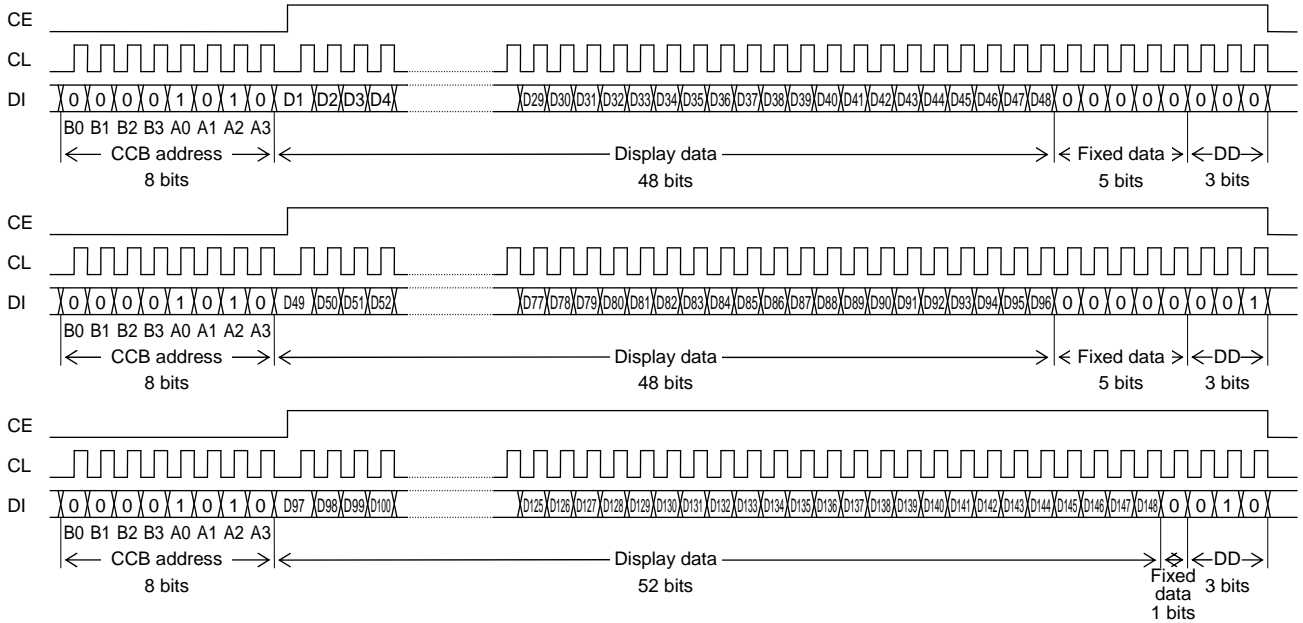 CE
CL
DI 0 0 0 0 1 0 1 0 D1 D2 D3 D4 D29 D30 D31 D32 D33 D34 D35 D36 D37 D38 D39 D40 D41 D42 D43 D44 D45 D46 D47 D48 0 0 0 0 0 0 0 0
B0 B1 B2 B3 A0 A1 A2 A3
CCB address Display data Fixed data DD
8 bits 48 bits 5 bits 3 bits
CE
CL
DI 0 0 0 0 1 0 1 0 D49 D50 D51 D52 D77 D78 D79 D80 D81 D82 D83 D84 D85 D86 D87 D88 D89 D90 D91 D92 D93 D94 D95 D96 0 0 0 0 0 0 0 1
B0 B1 B2 B3 A0 A1 A2 A3
CCB address Display data Fixed data DD
8 bits 48 bits 5 bits 3 bits
CE
CL
DI 0 0 0 0 1 0 1 0 D97 D98 D99 D100 D125 D126 D127 D128 D129 D130 D131 D132 D133 D134 D135 D136 D137 D138 D139 D140 D141 D142 D143 D144 D145 D146 D147 D148 0 0 1 0
B0 B1 B2 B3 A0 A1 A2 A3
CCB address Display data DD
8 bits 52 bits Fixed data 1 bits 3 bits